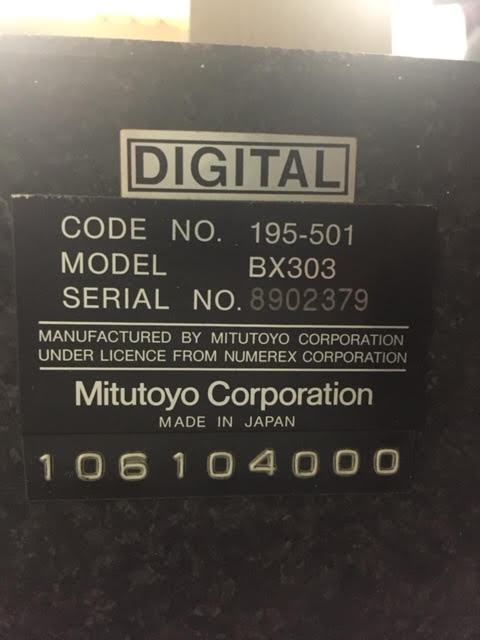 DIGITAL
CODE NO. 195-501
MODEL BX303
SERIAL NO. 8902379
MANUFACTURED BY MITUTOYO CORPORATION
UNDER LICENCE FROM NUMEREX CORPORATION
Mitutoyo Corporation
MADE IN JAPAN
106104000